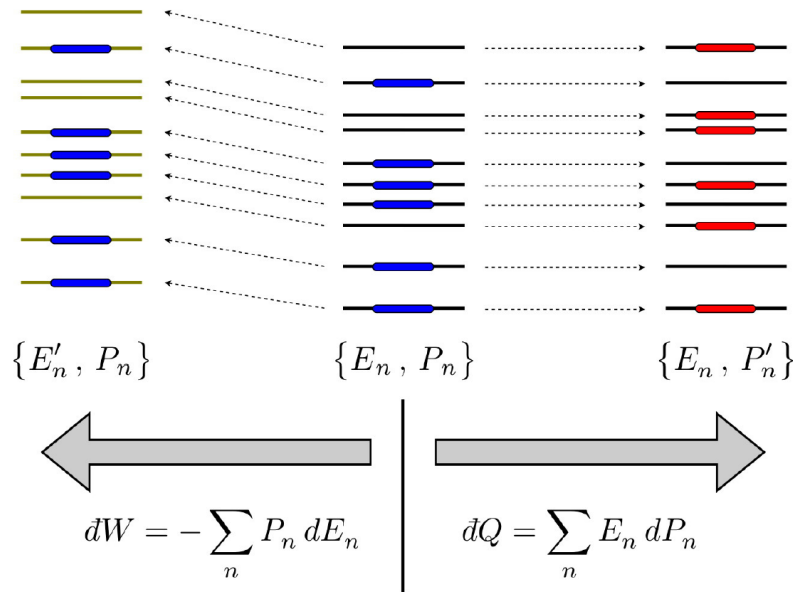 {E′ₙ , Pₙ} {Eₙ , Pₙ} {Eₙ , P′ₙ}
đW = − ∑ₙ Pₙ dEₙ đQ = ∑ₙ Eₙ dPₙ